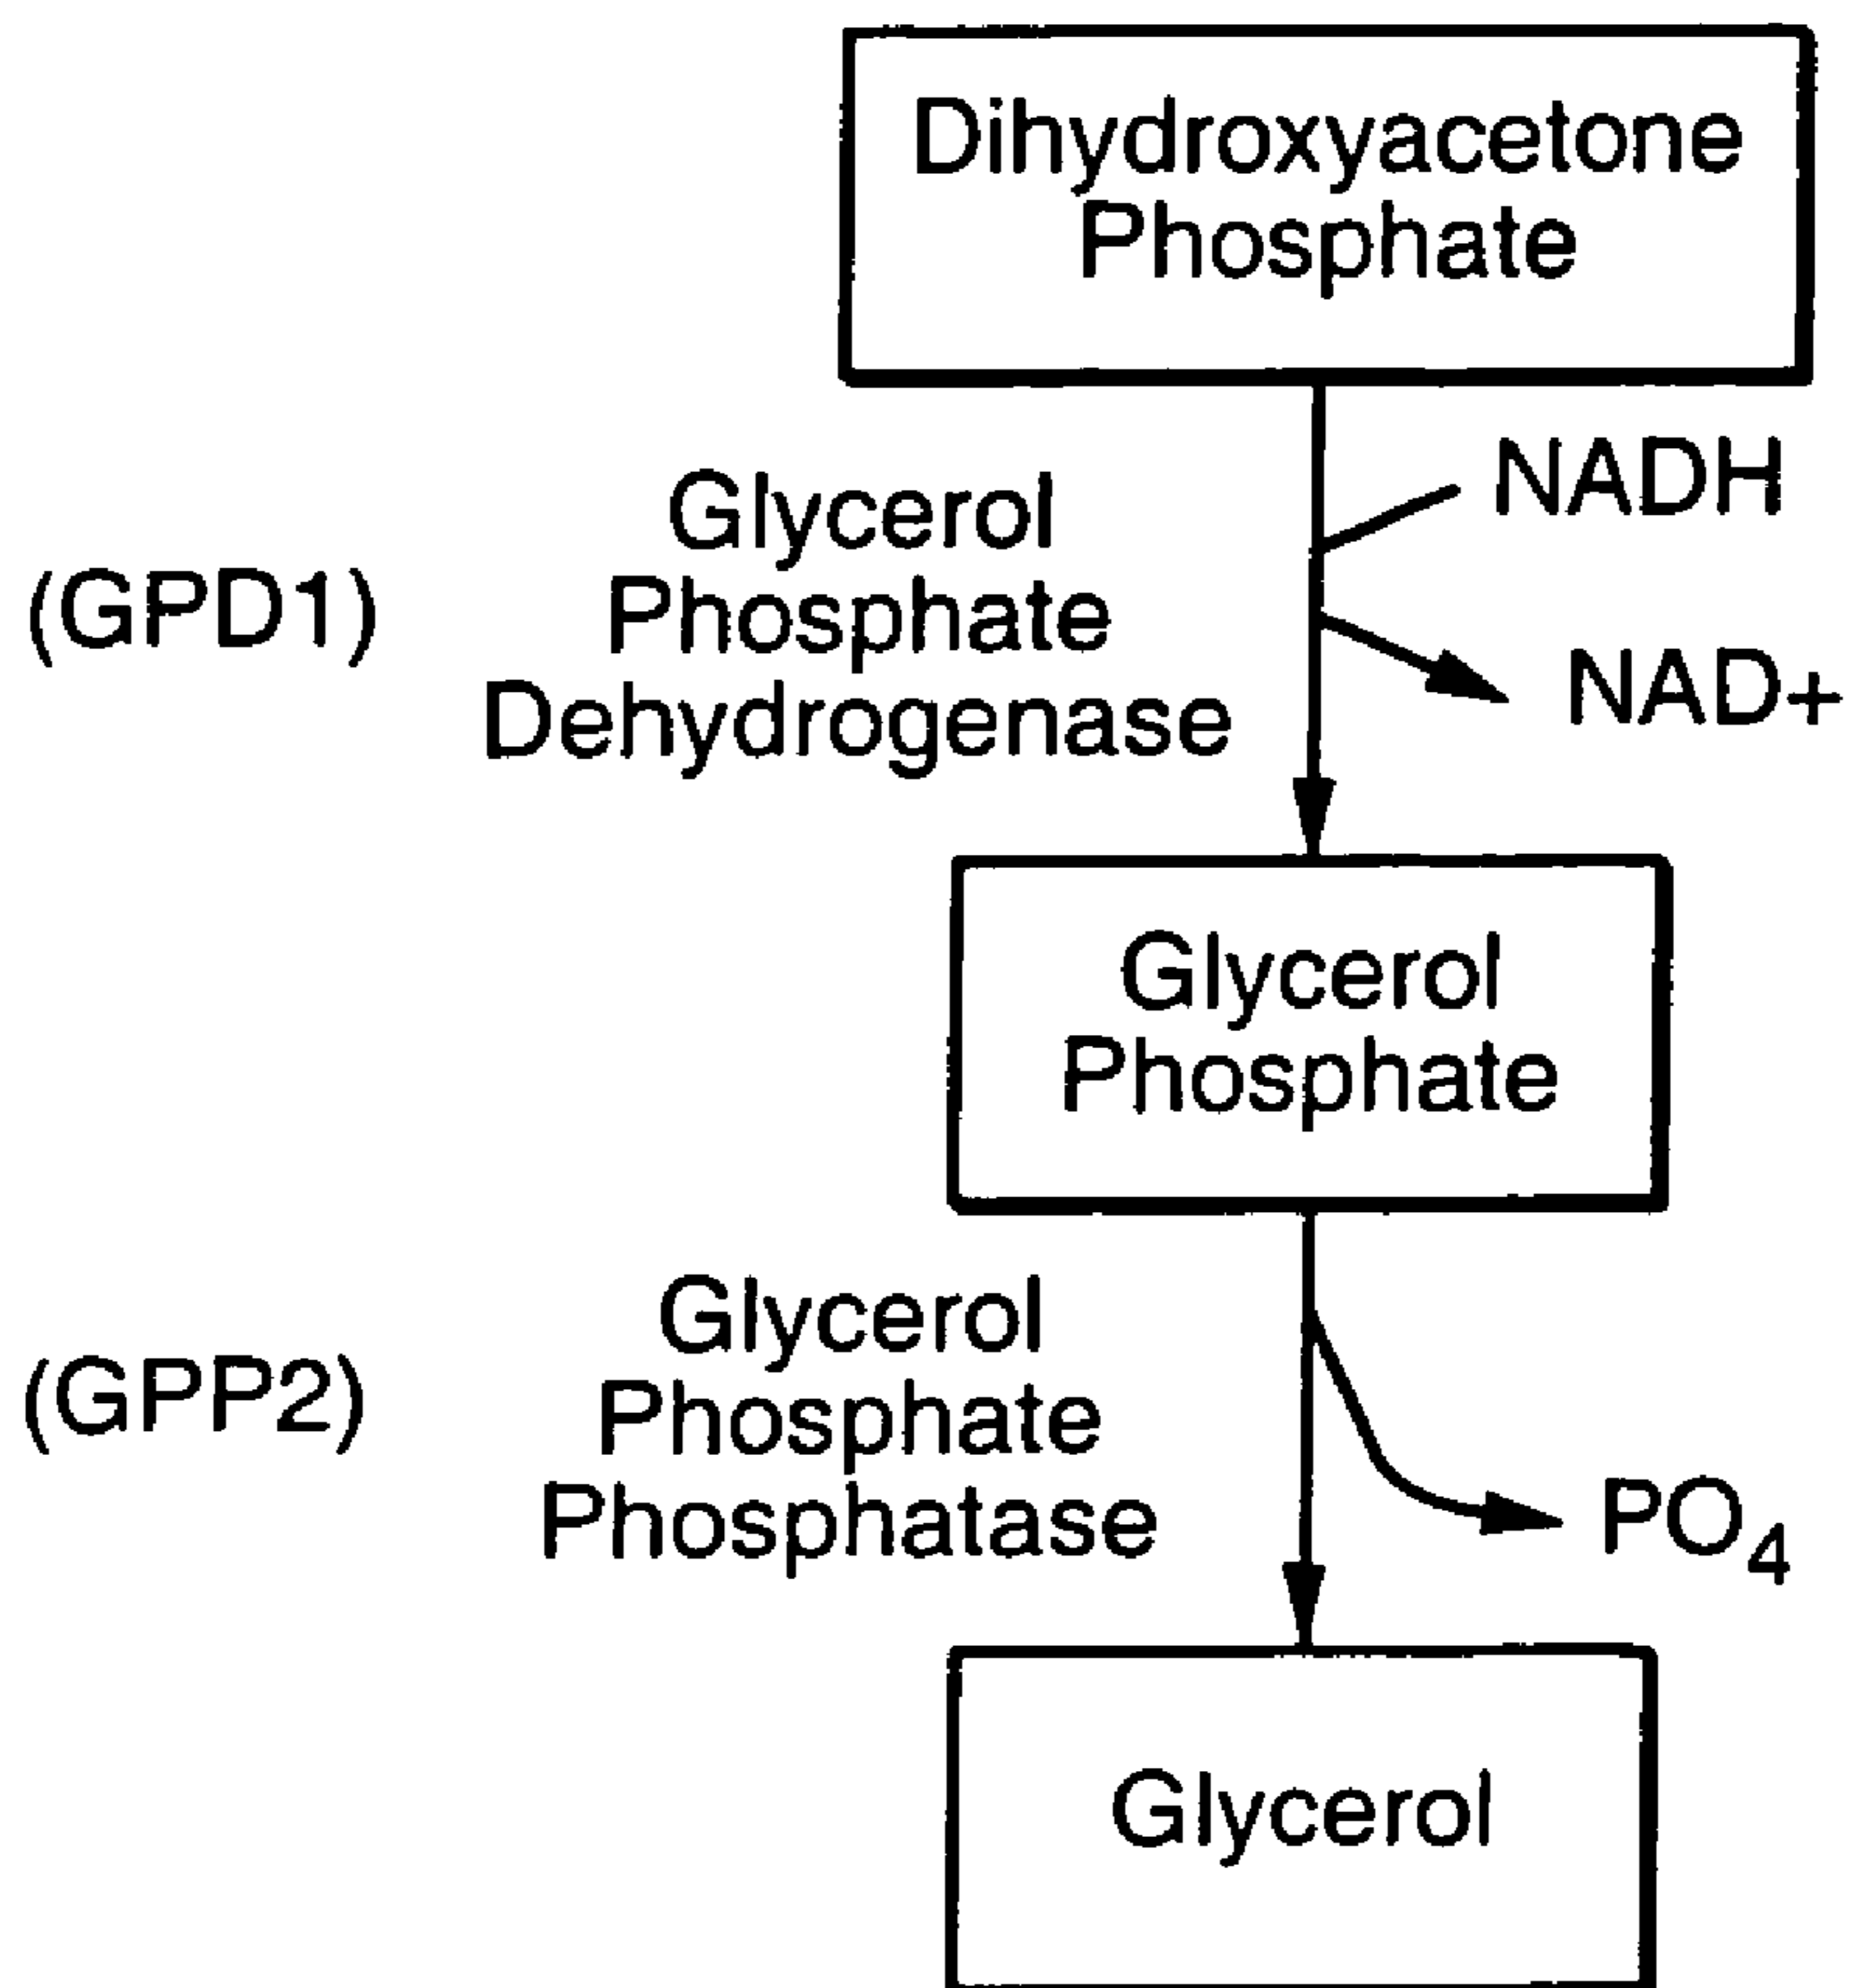 Dihydroxyacetone
Phosphate
NADH
Glycerol
(GPD1) Phosphate
Dehydrogenase
NAD+
Glycerol
Phosphate
Glycerol
(GPP2) Phosphate
Phosphatase
PO4
Glycerol